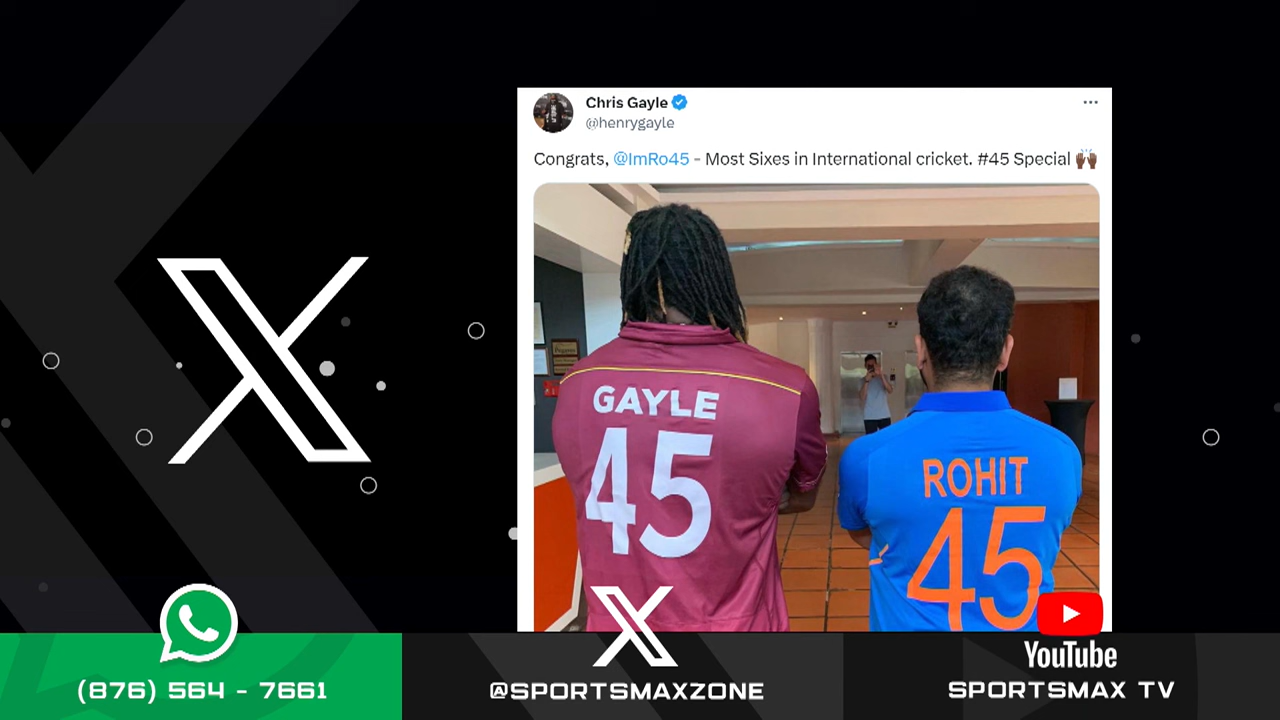 Chris Gayle
@henrygayle
Congrats, @ImRo45 - Most Sixes in International cricket. #45 Special 🙌🏿
GAYLE
45
ROHIT
45
YouTube
(876) 564 - 7661
@SPORTSMAXZONE
SPORTSMAX TV